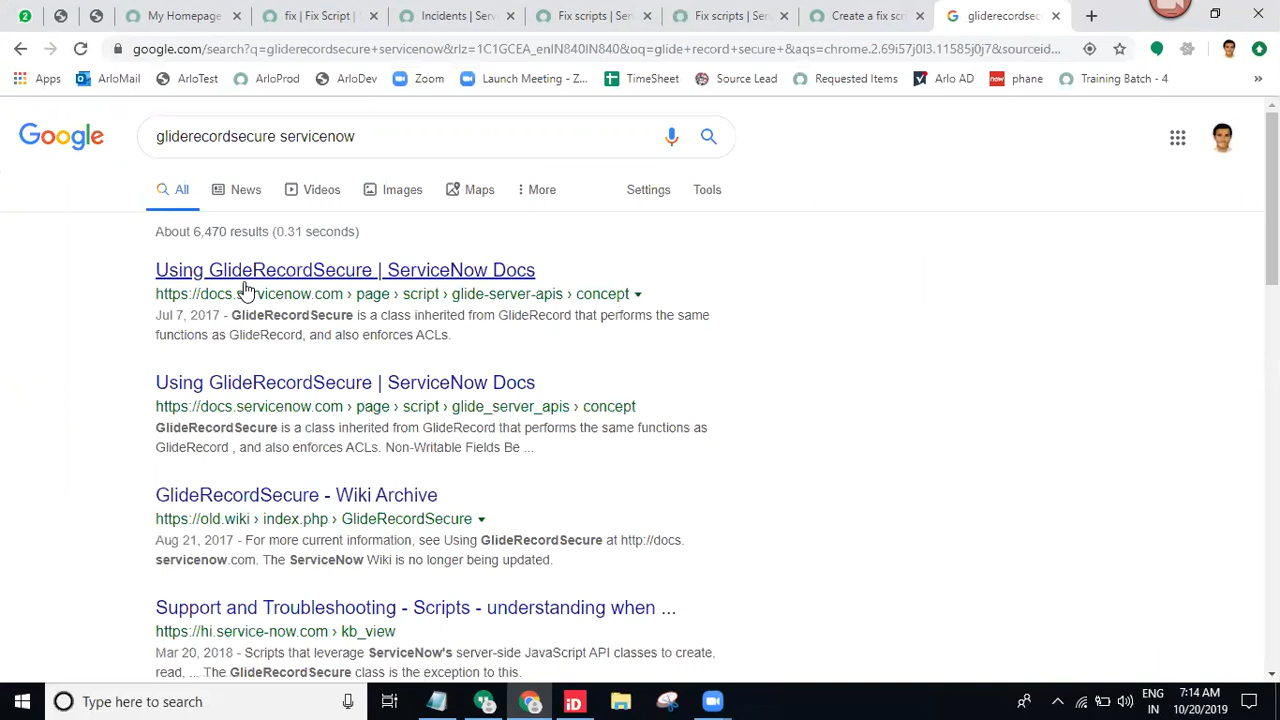 2
My Homepage
fix | Fix Script
Incidents | Serv
Fix scripts | Ser
Fix scripts | Serv
Create a fix scr
gliderecordsec
google.com/search?q=gliderecordsecure+servicenow&rlz=1C1GCEA_enIN840IN840&oq=glide+record+secure+&aqs=chrome.2.69i57j0l3.11585j0j7&sourceid...
Apps
ArloMail
ArloTest
ArloProd
ArloDev
Zoom
Launch Meeting - Z...
TimeSheet
Source Lead
Requested Items
Arlo AD
now phane
Training Batch - 4
»
Google
gliderecordsecure servicenow
All
News
Videos
Images
Maps
More
Settings
Tools
About 6,470 results (0.31 seconds)
Using GlideRecordSecure | ServiceNow Docs
https://docs.servicenow.com › page › script › glide-server-apis › concept
Jul 7, 2017 - GlideRecordSecure is a class inherited from GlideRecord that performs the same
functions as GlideRecord, and also enforces ACLs.
Using GlideRecordSecure | ServiceNow Docs
https://docs.servicenow.com › page › script › glide_server_apis › concept
GlideRecordSecure is a class inherited from GlideRecord that performs the same functions as
GlideRecord , and also enforces ACLs. Non-Writable Fields Be ...
GlideRecordSecure - Wiki Archive
https://old.wiki › index.php › GlideRecordSecure
Aug 21, 2017 - For more current information, see Using GlideRecordSecure at http://docs.
servicenow.com. The ServiceNow Wiki is no longer being updated.
Support and Troubleshooting - Scripts - understanding when ...
https://hi.service-now.com › kb_view
Mar 20, 2018 - Scripts that leverage ServiceNow's server-side JavaScript API classes to create,
read, ... The GlideRecordSecure class is the exception to this.
Type here to search
iD
ENG
IN
7:14 AM
10/20/2019